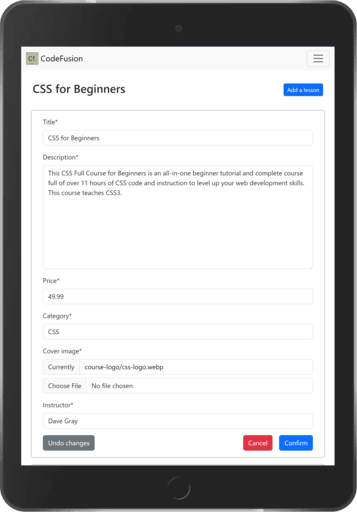 Cf. CodeFusion
CSS for Beginners
Add a lesson
Title*
CSS for Beginners
Description*
This CSS Full Course for Beginners is an all-in-one beginner tutorial and complete course
full of over 11 hours of CSS code and instruction to level up your web development skills.
This course teaches CSS3.
Price*
49.99
Category*
CSS
Cover image*
Currently course-logo/css-logo.webp
Choose File No file chosen
Instructor*
Dave Gray
Undo changes Cancel Confirm